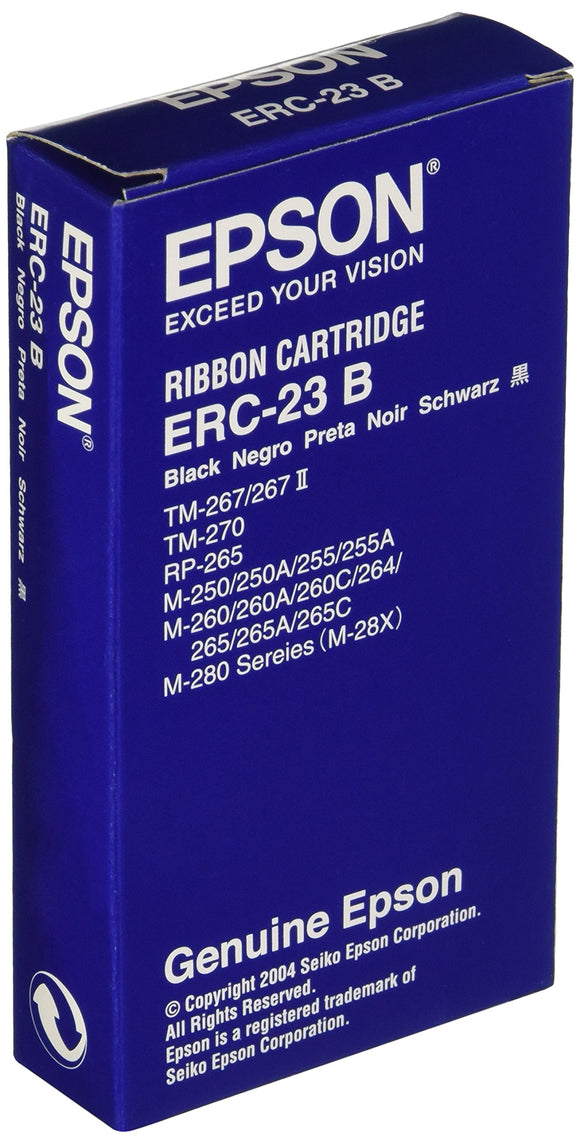 EPSON
ERC-23 B
EPSON®
EXCEED YOUR VISION
RIBBON CARTRIDGE
ERC-23 B
Black Negro Preta Noir Schwarz 黒
TM-267/267 II
TM-270
RP-265
M-250/250A/255/255A
M-260/260A/260C/264/
265/265A/265C
M-280 Sereies (M-28X)
Genuine Epson
© Copyright 2004 Seiko Epson Corporation.
All Rights Reserved.
Epson is a registered trademark of
Seiko Epson Corporation.
EPSON®
ERC-23 B
Black Negro Preta Noir Schwarz 黒